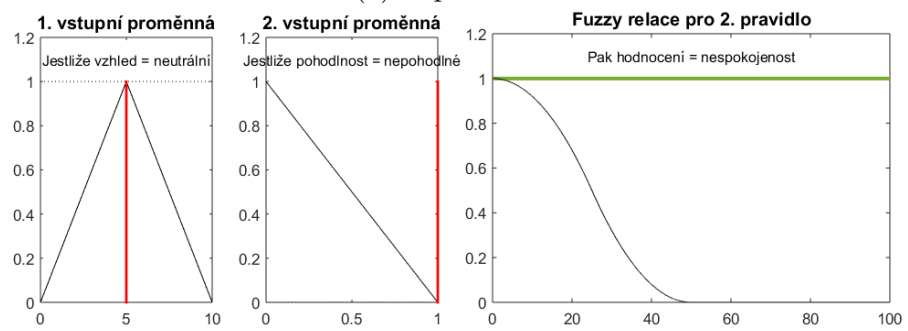 1. vstupní proměnná
1.2
Jestliže vzhled = neutrální
1
0.8
0.6
0.4
0.2
0
0 5 10
2. vstupní proměnná
1.2
Jestliže pohodlnost = nepohodlné
1
0.8
0.6
0.4
0.2
0
0 0.5 1
Fuzzy relace pro 2. pravidlo
1.2
Pak hodnocení = nespokojenost
1
0.8
0.6
0.4
0.2
0
0 20 40 60 80 100